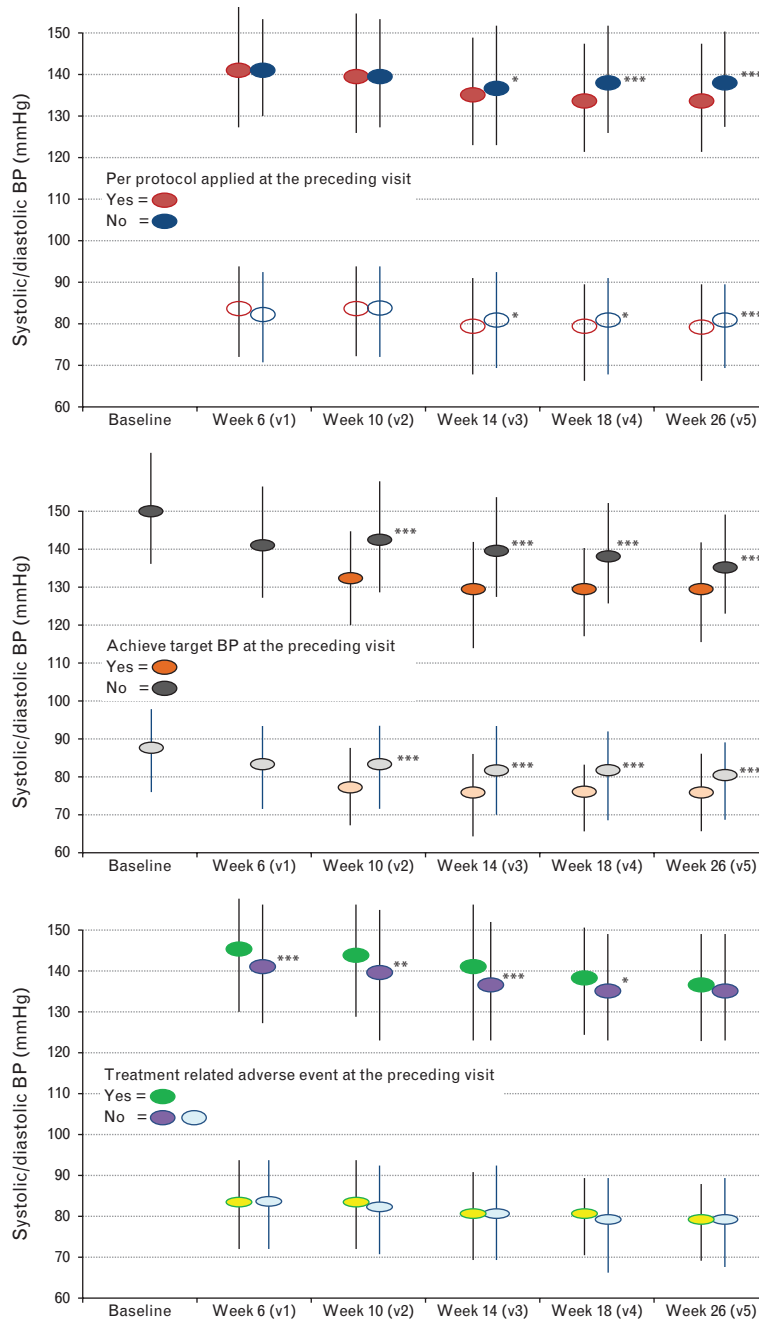 150
*
***
***
140
130
120
Systolic/diastolic BP (mmHg)
110
Per protocol applied at the preceding visit
Yes =
100
No =
90
80
*
*
***
70
60
Baseline
Week 6 (v1)
Week 10 (v2)
Week 14 (v3)
Week 18 (v4)
Week 26 (v5)
150
***
***
***
***
140
130
120
Systolic/diastolic BP (mmHg)
Achieve target BP at the preceding visit
110
Yes =
No =
100
90
***
***
***
***
80
70
60
Baseline
Week 6 (v1)
Week 10 (v2)
Week 14 (v3)
Week 18 (v4)
Week 26 (v5)
150
***
**
***
*
140
130
120
Systolic/diastolic BP (mmHg)
Treatment related adverse event at the preceding visit
110
Yes =
No =
100
90
80
70
60
Baseline
Week 6 (v1)
Week 10 (v2)
Week 14 (v3)
Week 18 (v4)
Week 26 (v5)